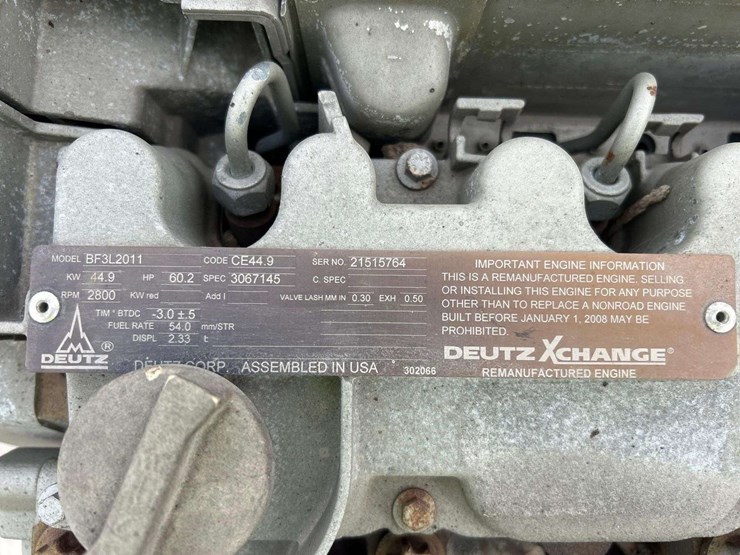 MODEL BF3L2011 CODE CE44.9 SER NO. 21515764
KW 44.9 HP 60.2 SPEC 3067145 C. SPEC
RPM 2800 KW red Add I VALVE LASH MM IN 0.30 EXH 0.50
TIM ° BTDC -3.0 ±.5
FUEL RATE 54.0 mm/STR
DISPL 2.33
DEUTZ ®
DEUTZ CORP. ASSEMBLED IN USA 302066
IMPORTANT ENGINE INFORMATION
THIS IS A REMANUFACTURED ENGINE. SELLING
OR INSTALLING THIS ENGINE FOR ANY PURPOSE
OTHER THAN TO REPLACE A NONROAD ENGINE
BUILT BEFORE JANUARY 1, 2008 MAY BE
PROHIBITED.
DEUTZ XCHANGE®
REMANUFACTURED ENGINE